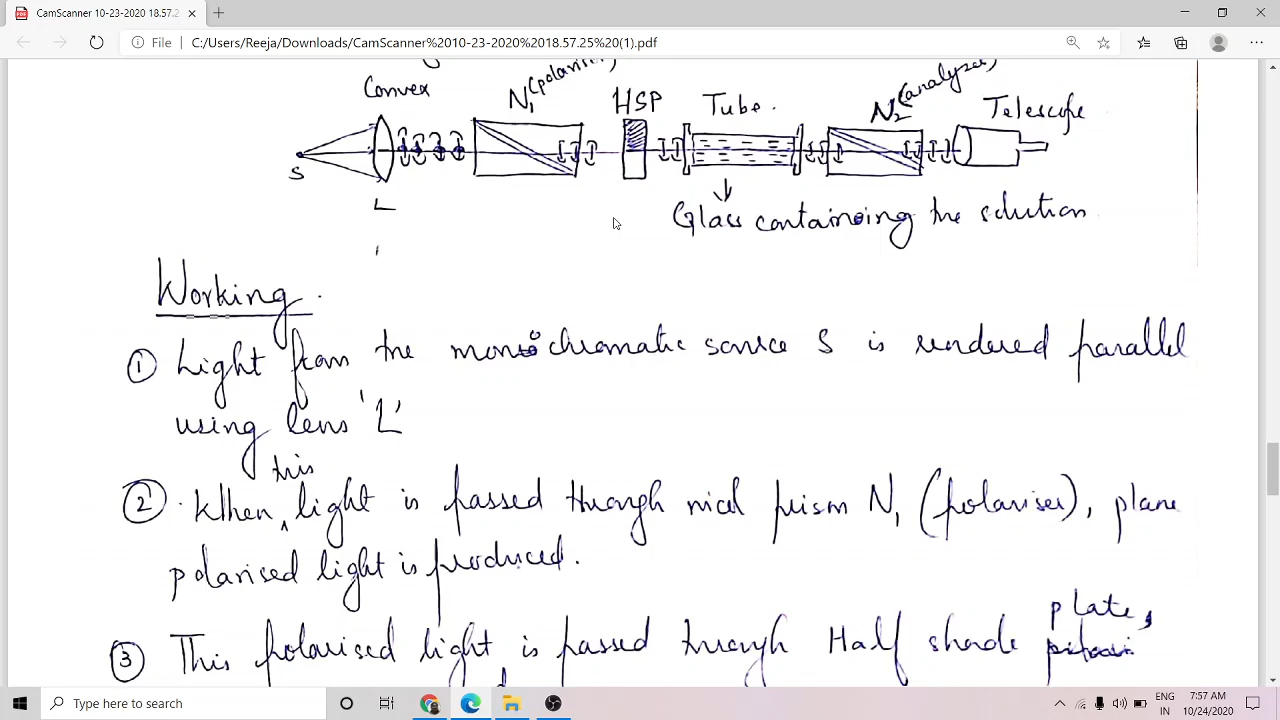 CamScanner 10-23-2020 18.57.2
File C:/Users/Reeja/Downloads/CamScanner%2010-23-2020%2018.57.25%20(1).pdf
Convex N1 (polariser) HSP Tube. N2 (analyzer) Telescope
S
L
Glass containing the solution
Working.
① Light from the monochromatic source S is rendered parallel
using lens 'L'
this
② When ^ light is passed through nicol prism N1 (polariser), plane
polarised light is produced.
plate,
③ This polarised light is passed through Half shade
Type here to search
ENG
IN
7:57 AM
10/24/2020